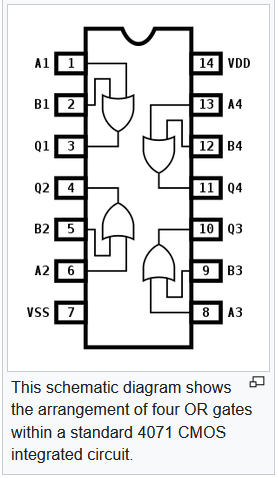 A1 1 14 VDD
B1 2 13 A4
Q1 3 12 B4
Q2 4 11 Q4
B2 5 10 Q3
A2 6 9 B3
VSS 7 8 A3
This schematic diagram shows
the arrangement of four OR gates
within a standard 4071 CMOS
integrated circuit.